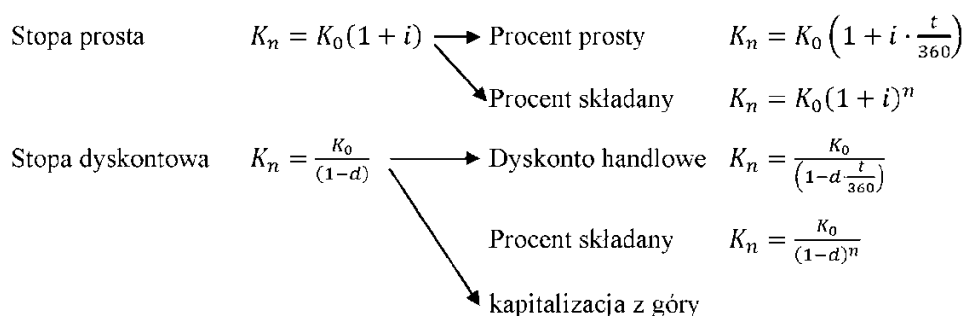 Stopa prosta K_n = K_0(1 + i) Procent prosty K_n = K_0(1 + i · t/360)
Procent składany K_n = K_0(1 + i)^n
Stopa dyskontowa K_n = K_0/(1−d) Dyskonto handlowe K_n = K_0/(1−d·t/360)
Procent składany K_n = K_0/(1−d)^n
kapitalizacja z góry